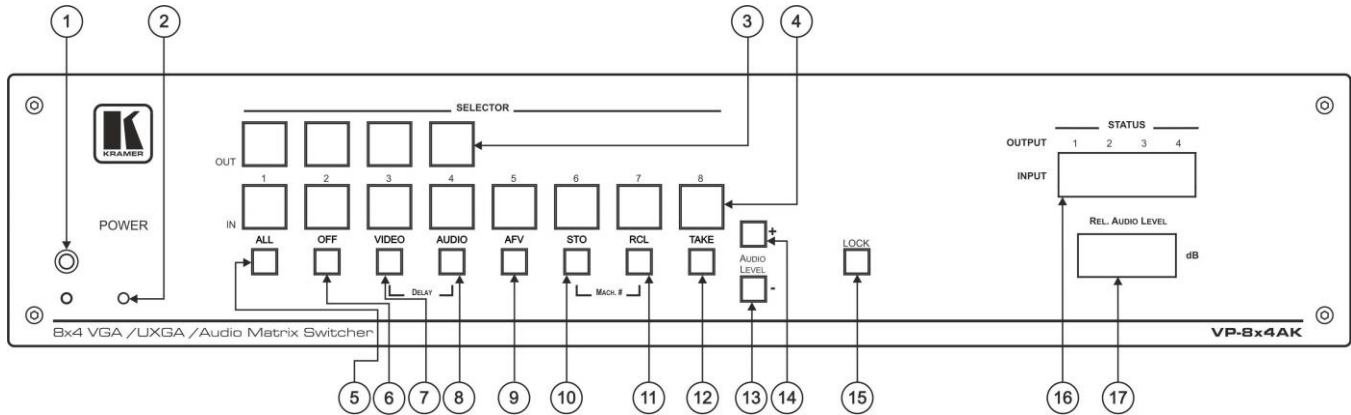 1 2 3 4
SELECTOR
STATUS
OUTPUT 1 2 3 4
K
KRAMER
OUT
1 2 3 4 5 6 7 8
INPUT
IN
POWER
REL. AUDIO LEVEL
ALL OFF VIDEO AUDIO AFV STO RCL TAKE
+
LOCK
dB
AUDIO
LEVEL
DELAY
MACH. #
-
8x4 VGA /UXGA /Audio Matrix Switcher
VP-8x4AK
5 6 7 8 9 10 11 12 13 14 15 16 17